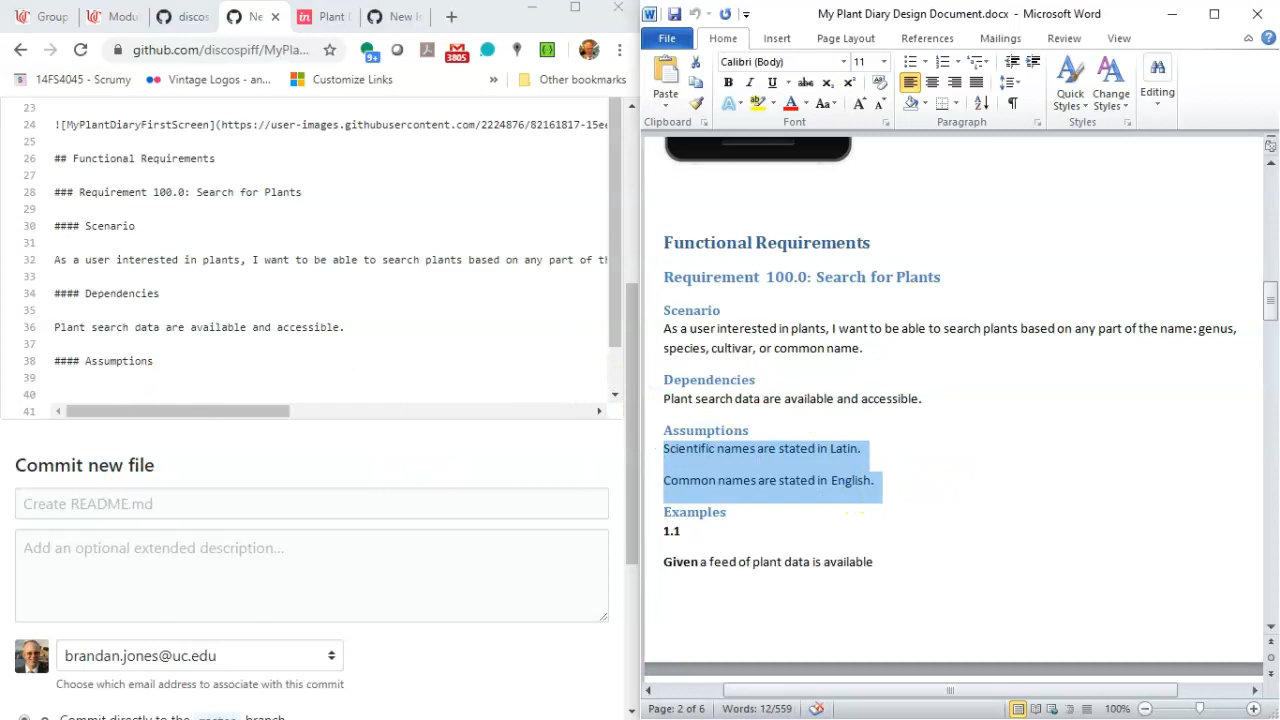 Group
Modu
discos
Ne
Plant D
New I
github.com/discospiff/MyPla...
9+
3805
14FS4045 - Scrumy
Vintage Logos - an...
Customize Links
»
Other bookmarks
23
24 ![MyPlantDiaryFirstScreen](https://user-images.githubusercontent.com/2224876/82161817-15ee
25
26 ## Functional Requirements
27
28 ### Requirement 100.0: Search for Plants
29
30 #### Scenario
31
32 As a user interested in plants, I want to be able to search plants based on any part of th
33
34 #### Dependencies
35
36 Plant search data are available and accessible.
37
38 #### Assumptions
39
40
41
Commit new file
Create README.md
Add an optional extended description...
brandan.jones@uc.edu
Choose which email address to associate with this commit
Commit directly to the master branch
My Plant Diary Design Document.docx - Microsoft Word
File Home Insert Page Layout References Mailings Review View
Paste
Calibri (Body) 11
Quick Styles
Change Styles
Editing
Clipboard Font Paragraph Styles
Functional Requirements
Requirement 100.0: Search for Plants
Scenario
As a user interested in plants, I want to be able to search plants based on any part of the name: genus,
species, cultivar, or common name.
Dependencies
Plant search data are available and accessible.
Assumptions
Scientific names are stated in Latin.
Common names are stated in English.
Examples
1.1
Given a feed of plant data is available
Page: 2 of 6 Words: 12/559 100%